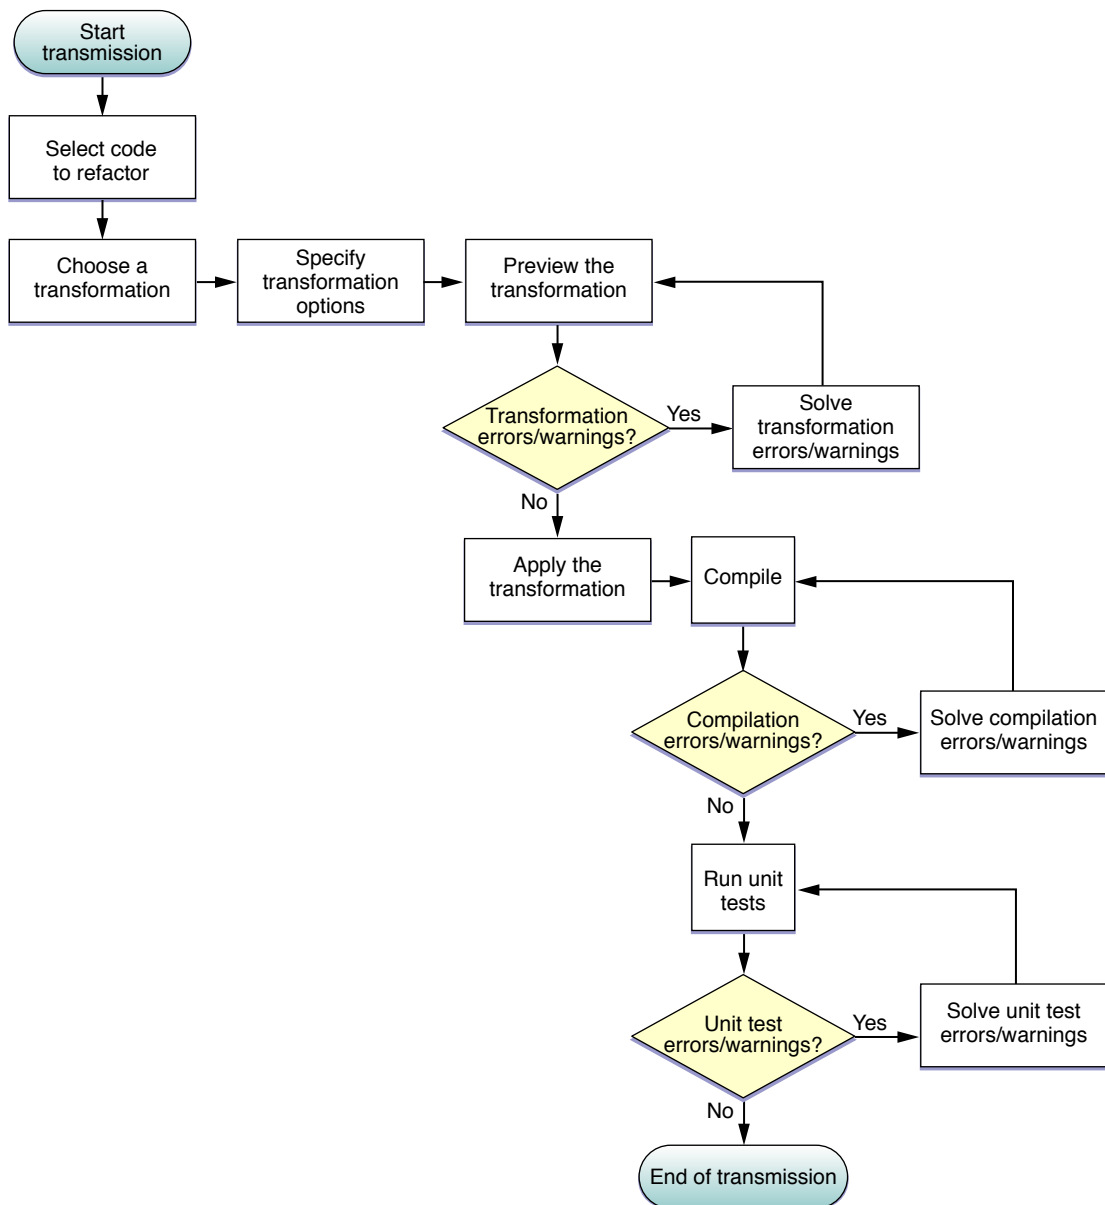 Start
transmission
Select code
to refactor
Choose a
transformation
Specify
transformation
options
Preview the
transformation
Transformation
errors/warnings?
Yes
Solve
transformation
errors/warnings
No
Apply the
transformation
Compile
Compilation
errors/warnings?
Yes
Solve compilation
errors/warnings
No
Run unit
tests
Unit test
errors/warnings?
Yes
Solve unit test
errors/warnings
No
End of transmission